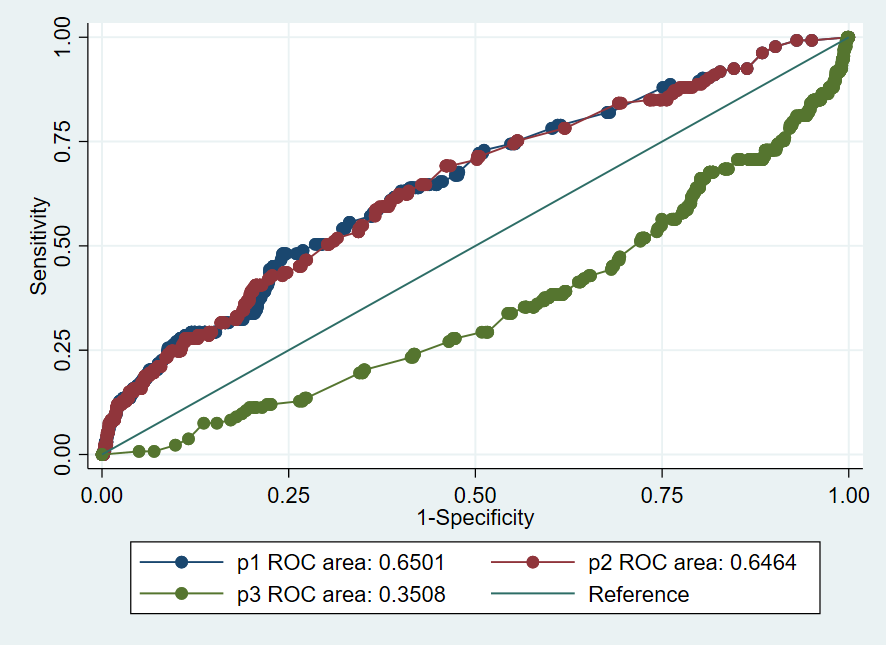 1.00
0.75
Sensitivity
0.50
0.25
0.00
0.00 0.25 0.50 0.75 1.00
1-Specificity
p1 ROC area: 0.6501 p2 ROC area: 0.6464
p3 ROC area: 0.3508 Reference